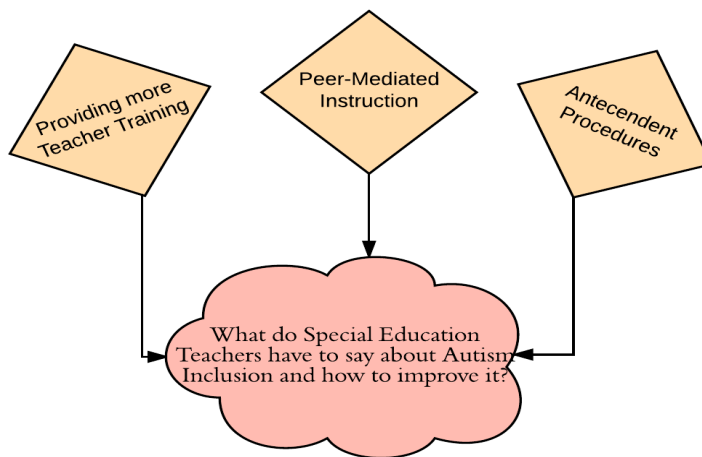 Providing more
Teacher Training
Peer-Mediated
Instruction
Antecendent
Procedures
What do Special Education
Teachers have to say about Autism
Inclusion and how to improve it?